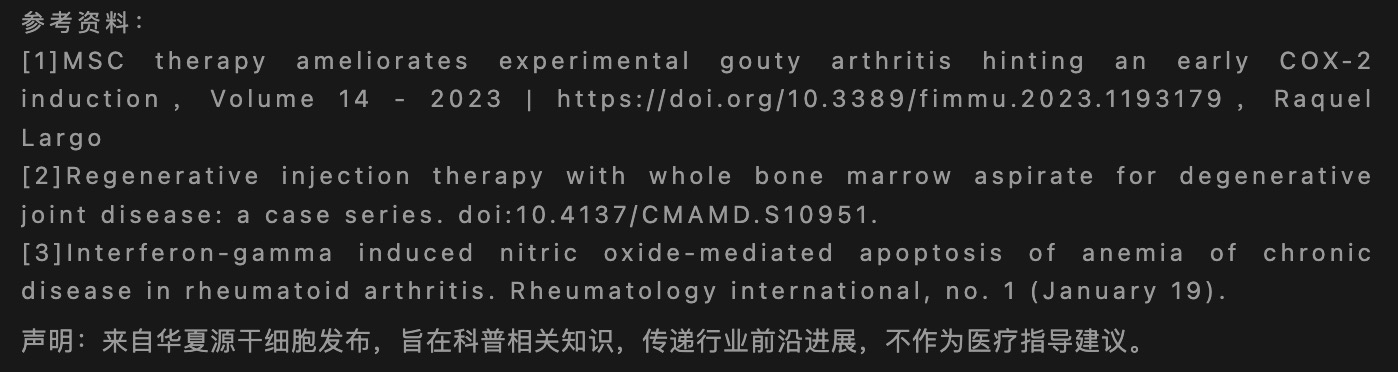 参考资料：
[1]MSC therapy ameliorates experimental gouty arthritis hinting an early COX-2
induction，Volume 14 - 2023 | https://doi.org/10.3389/fimmu.2023.1193179，Raquel
Largo
[2]Regenerative injection therapy with whole bone marrow aspirate for degenerative
joint disease: a case series. doi:10.4137/CMAMD.S10951.
[3]Interferon-gamma induced nitric oxide-mediated apoptosis of anemia of chronic
disease in rheumatoid arthritis. Rheumatology international, no. 1 (January 19).
声明：来自华夏源干细胞发布，旨在科普相关知识，传递行业前沿进展，不作为医疗指导建议。